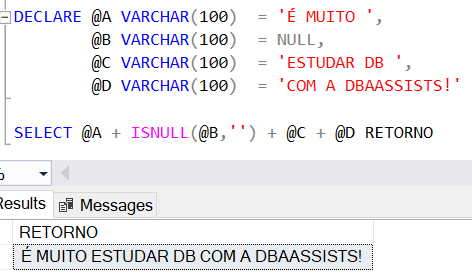 DECLARE @A VARCHAR(100) = 'É MUITO ',
@B VARCHAR(100) = NULL,
@C VARCHAR(100) = 'ESTUDAR DB ',
@D VARCHAR(100) = 'COM A DBAASSISTS!'
SELECT @A + ISNULL(@B,'') + @C + @D RETORNO
%
Results Messages
RETORNO
É MUITO ESTUDAR DB COM A DBAASSISTS!